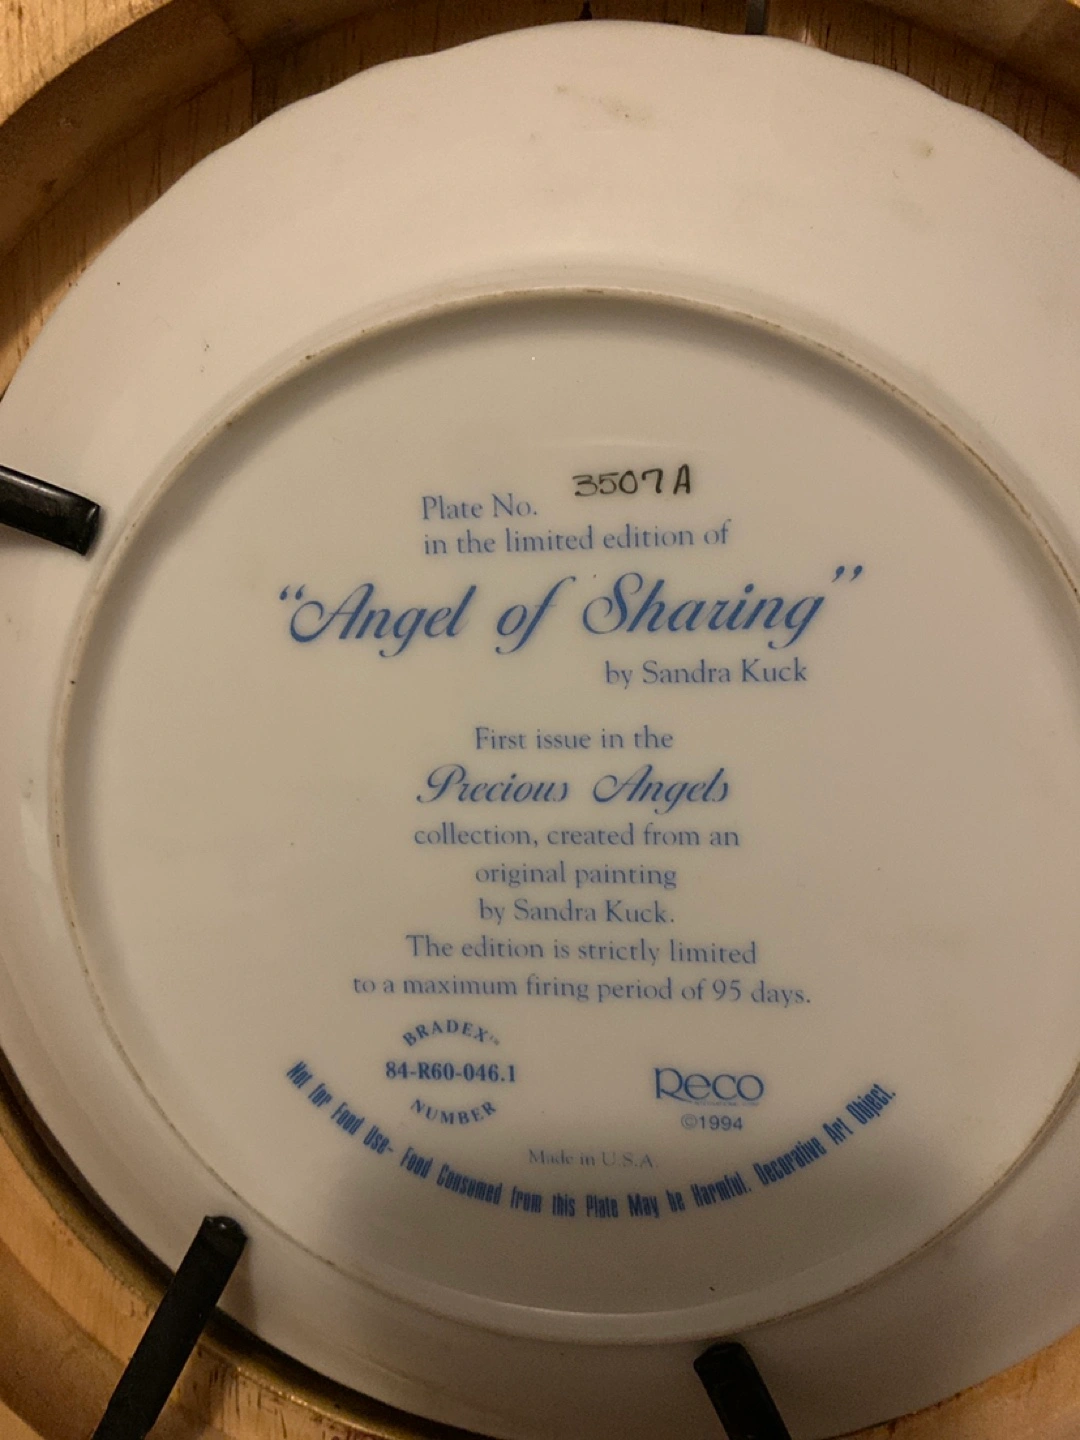 Plate No. 3507A
in the limited edition of
“Angel of Sharing”
by Sandra Kuck
First issue in the
Precious Angels
collection, created from an
original painting
by Sandra Kuck.
The edition is strictly limited
to a maximum firing period of 95 days.
BRADEX™
84-R60-046.1
NUMBER
Reco
©1994
Made in U.S.A.
Not for Food Use- Food Consumed from this Plate May be Harmful. Decorative Art Object.